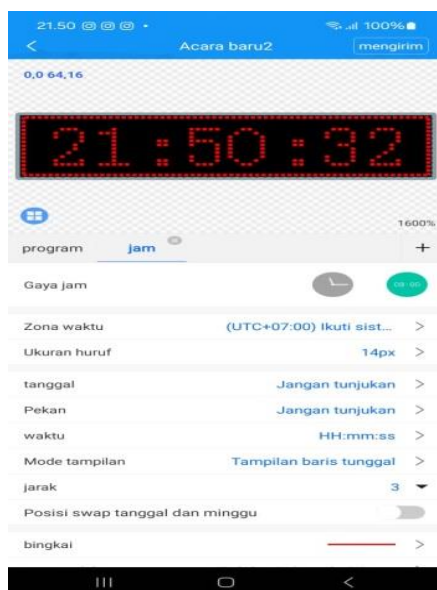 21.50 100%
Acara baru2 mengirim
0,0 64,16
21:50:32
1600%
program jam +
Gaya jam 09:00
Zona waktu (UTC+07:00) Ikuti sist... >
Ukuran huruf 14px >
tanggal Jangan tunjukan >
Pekan Jangan tunjukan >
waktu HH:mm:ss >
Mode tampilan Tampilan baris tunggal >
jarak 3
Posisi swap tanggal dan minggu
bingkai >